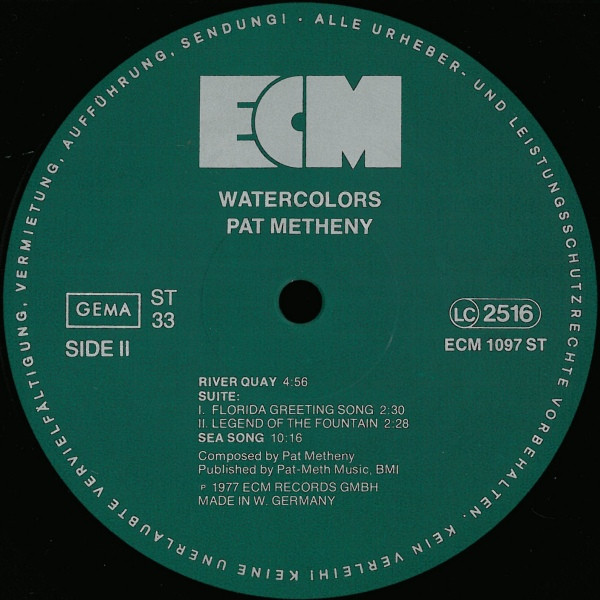 ALLE URHEBER- UND LEISTUNGSSCHUTZRECHTE VORBEHALTEN. KEIN VERLEIH! KEINE UNERLAUBTE VERVIELFÄLTIGUNG, VERMIETUNG, AUFFÜHRUNG, SENDUNG! ·
ECM
WATERCOLORS
PAT METHENY
GEMA
ST
33
SIDE II
LC 2516
ECM 1097 ST
RIVER QUAY 4:56
SUITE:
I. FLORIDA GREETING SONG 2:30
II. LEGEND OF THE FOUNTAIN 2:28
SEA SONG 10:16
Composed by Pat Metheny
Published by Pat-Meth Music, BMI
℗ 1977 ECM RECORDS GMBH
MADE IN W. GERMANY